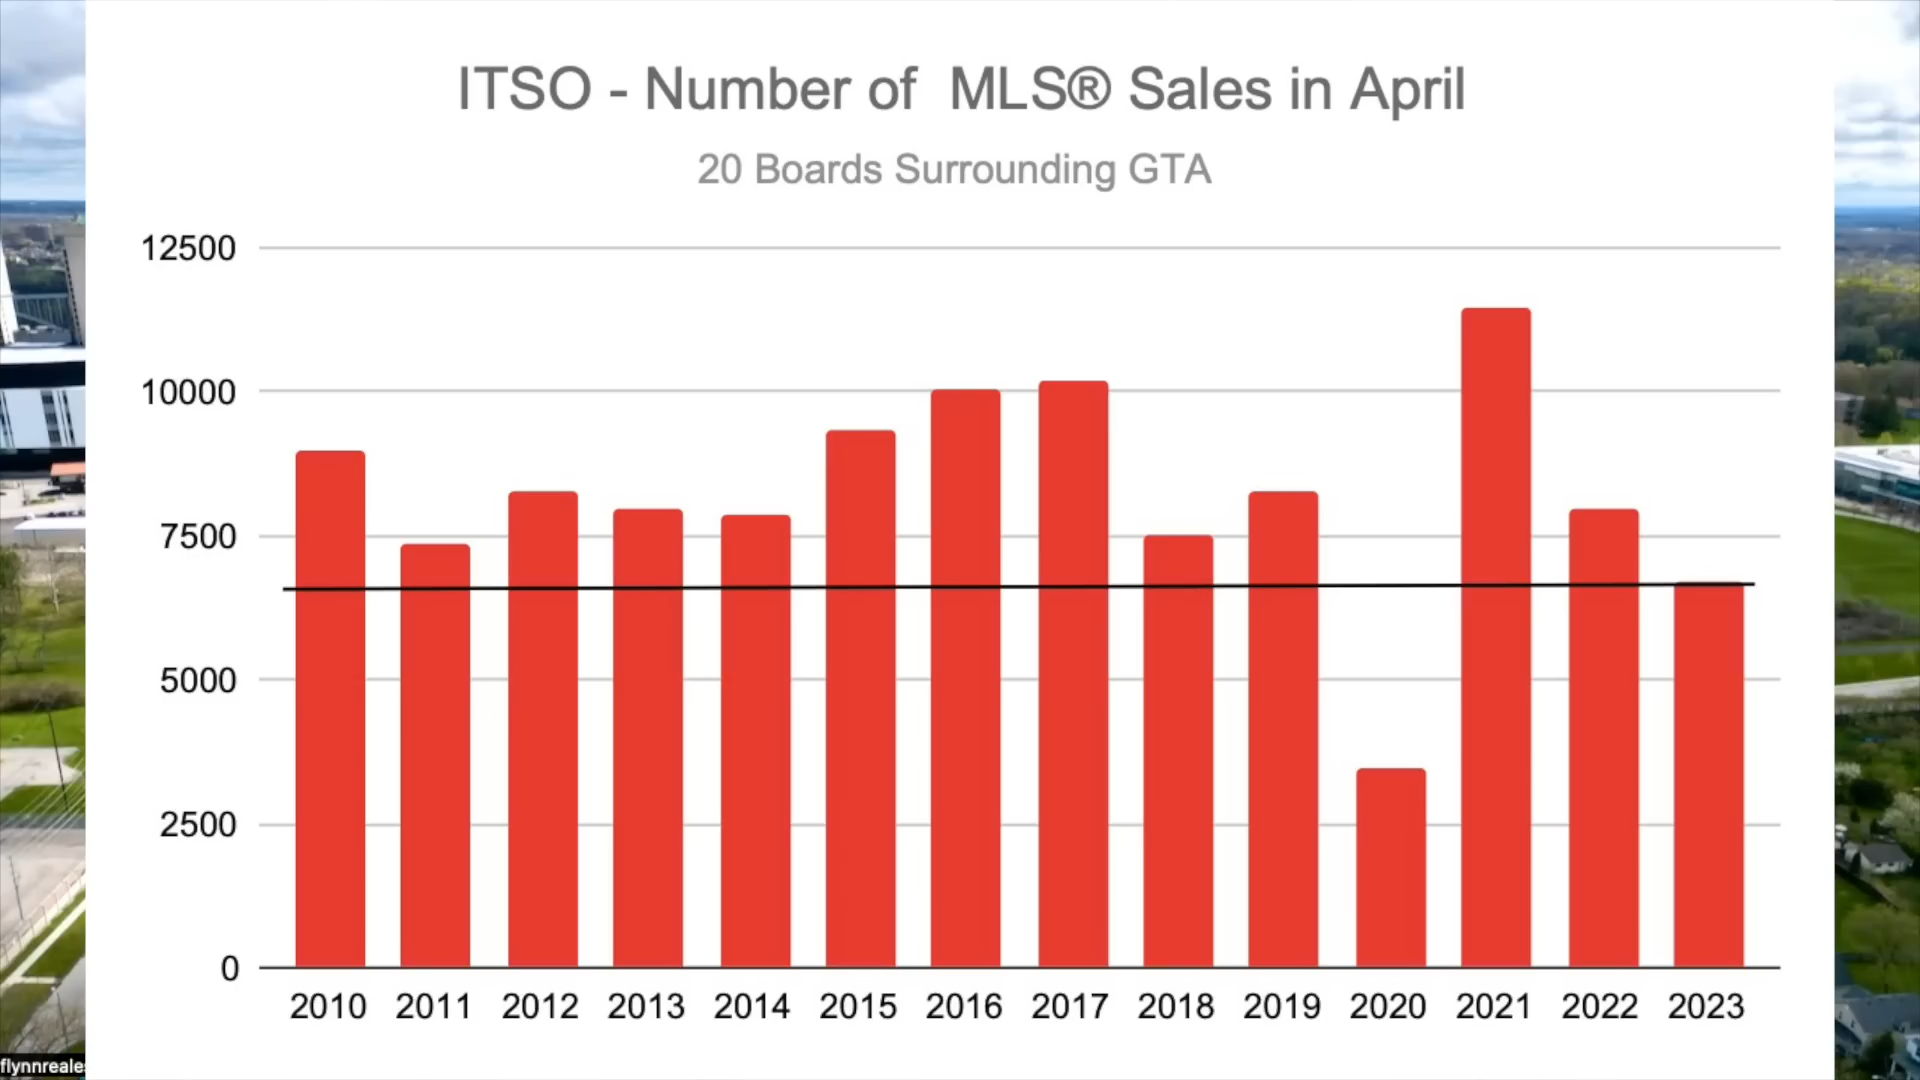 ITSO - Number of MLS® Sales in April
20 Boards Surrounding GTA
12500
10000
7500
5000
2500
0
2010 2011 2012 2013 2014 2015 2016 2017 2018 2019 2020 2021 2022 2023
flynnreale